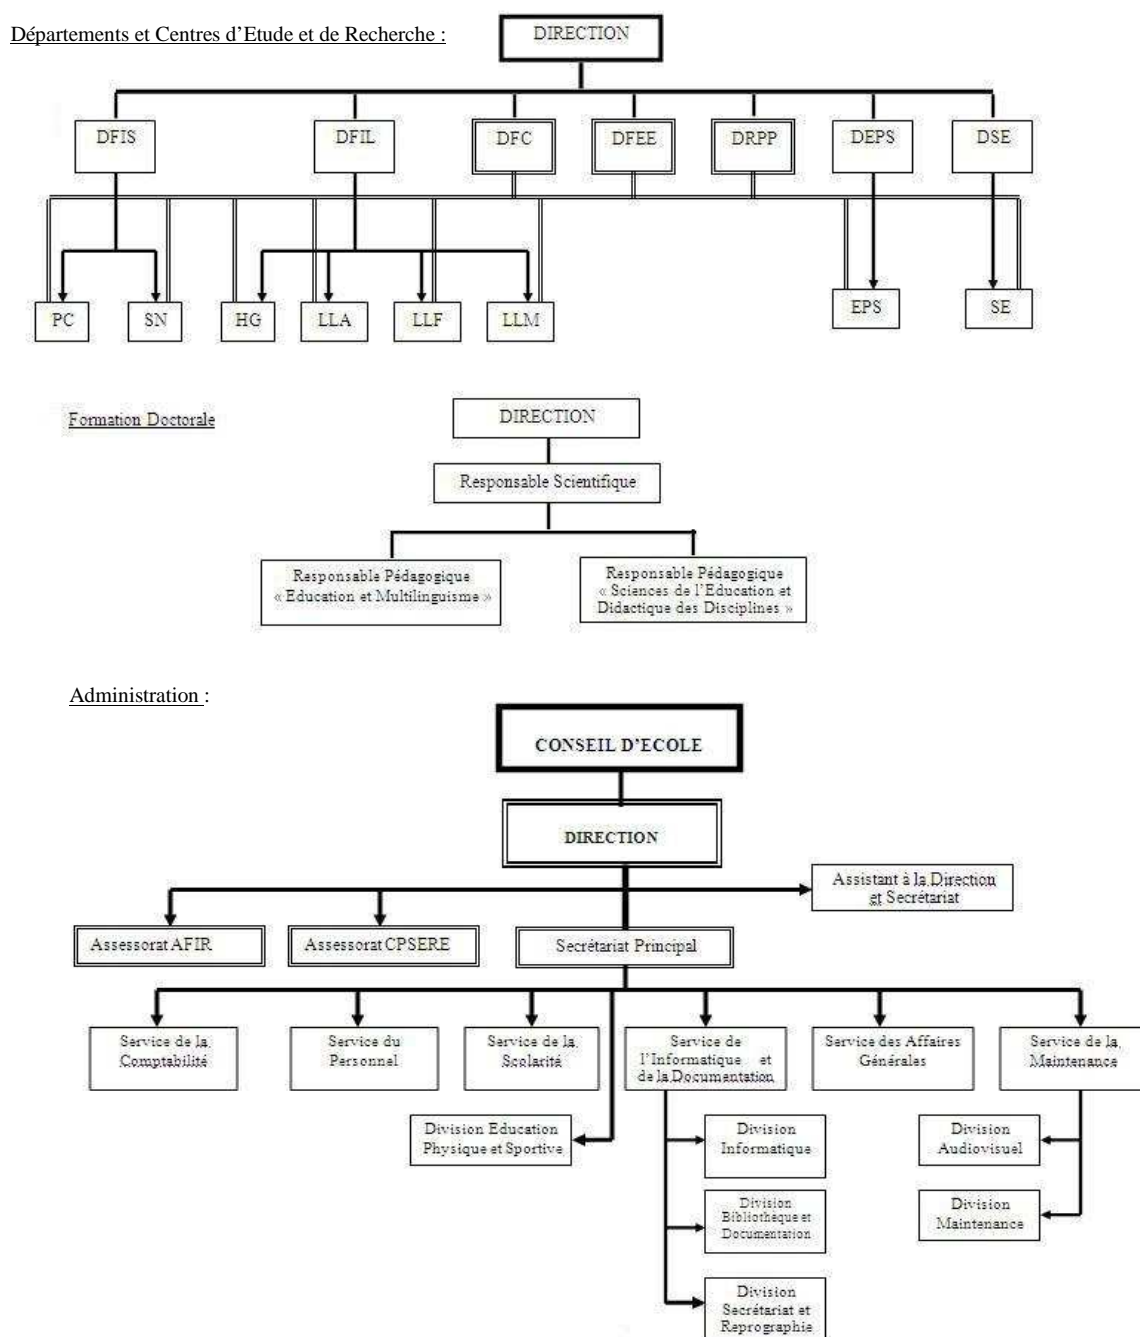 Départements et Centres d'Etude et de Recherche :
DIRECTION
DFIS
DFIL
DFC
DFEE
DRPP
DEPS
DSE
PC
SN
HG
LLA
LLF
LLM
EPS
SE
Formation Doctorale
DIRECTION
Responsable Scientifique
Responsable Pédagogique
« Education et Multilinguisme »
Responsable Pédagogique
« Sciences de l'Education et
Didactique des Disciplines »
Administration :
CONSEIL D'ECOLE
DIRECTION
Assistant à la Direction
et Secrétariat
Assessorat AFIR
Assessorat CPSERE
Secrétariat Principal
Service de la
Comptabilité
Service du
Personnel
Service de la
Scolarité
Service de
l'Informatique et
de la Documentation
Service des Affaires
Générales
Service de la
Maintenance
Division Education
Physique et Sportive
Division
Informatique
Division
Audiovisuel
Division
Bibliothèque et
Documentation
Division
Maintenance
Division
Secrétariat et
Reprographie